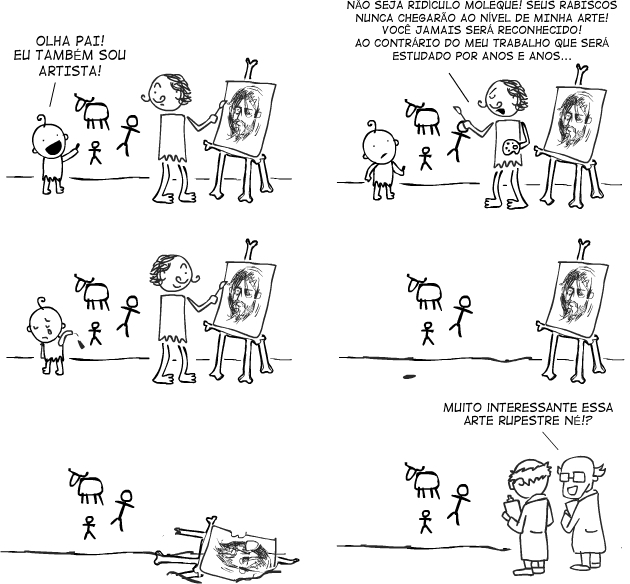 OLHA PAI!
EU TAMBÉM SOU
ARTISTA!
NÃO SEJA RIDÍCULO MOLEQUE! SEUS RABISCOS
NUNCA CHEGARÃO AO NÍVEL DE MINHA ARTE!
VOCÊ JAMAIS SERÁ RECONHECIDO!
AO CONTRÁRIO DO MEU TRABALHO QUE SERÁ
ESTUDADO POR ANOS E ANOS...
MUITO INTERESSANTE ESSA
ARTE RUPESTRE NÉ!?